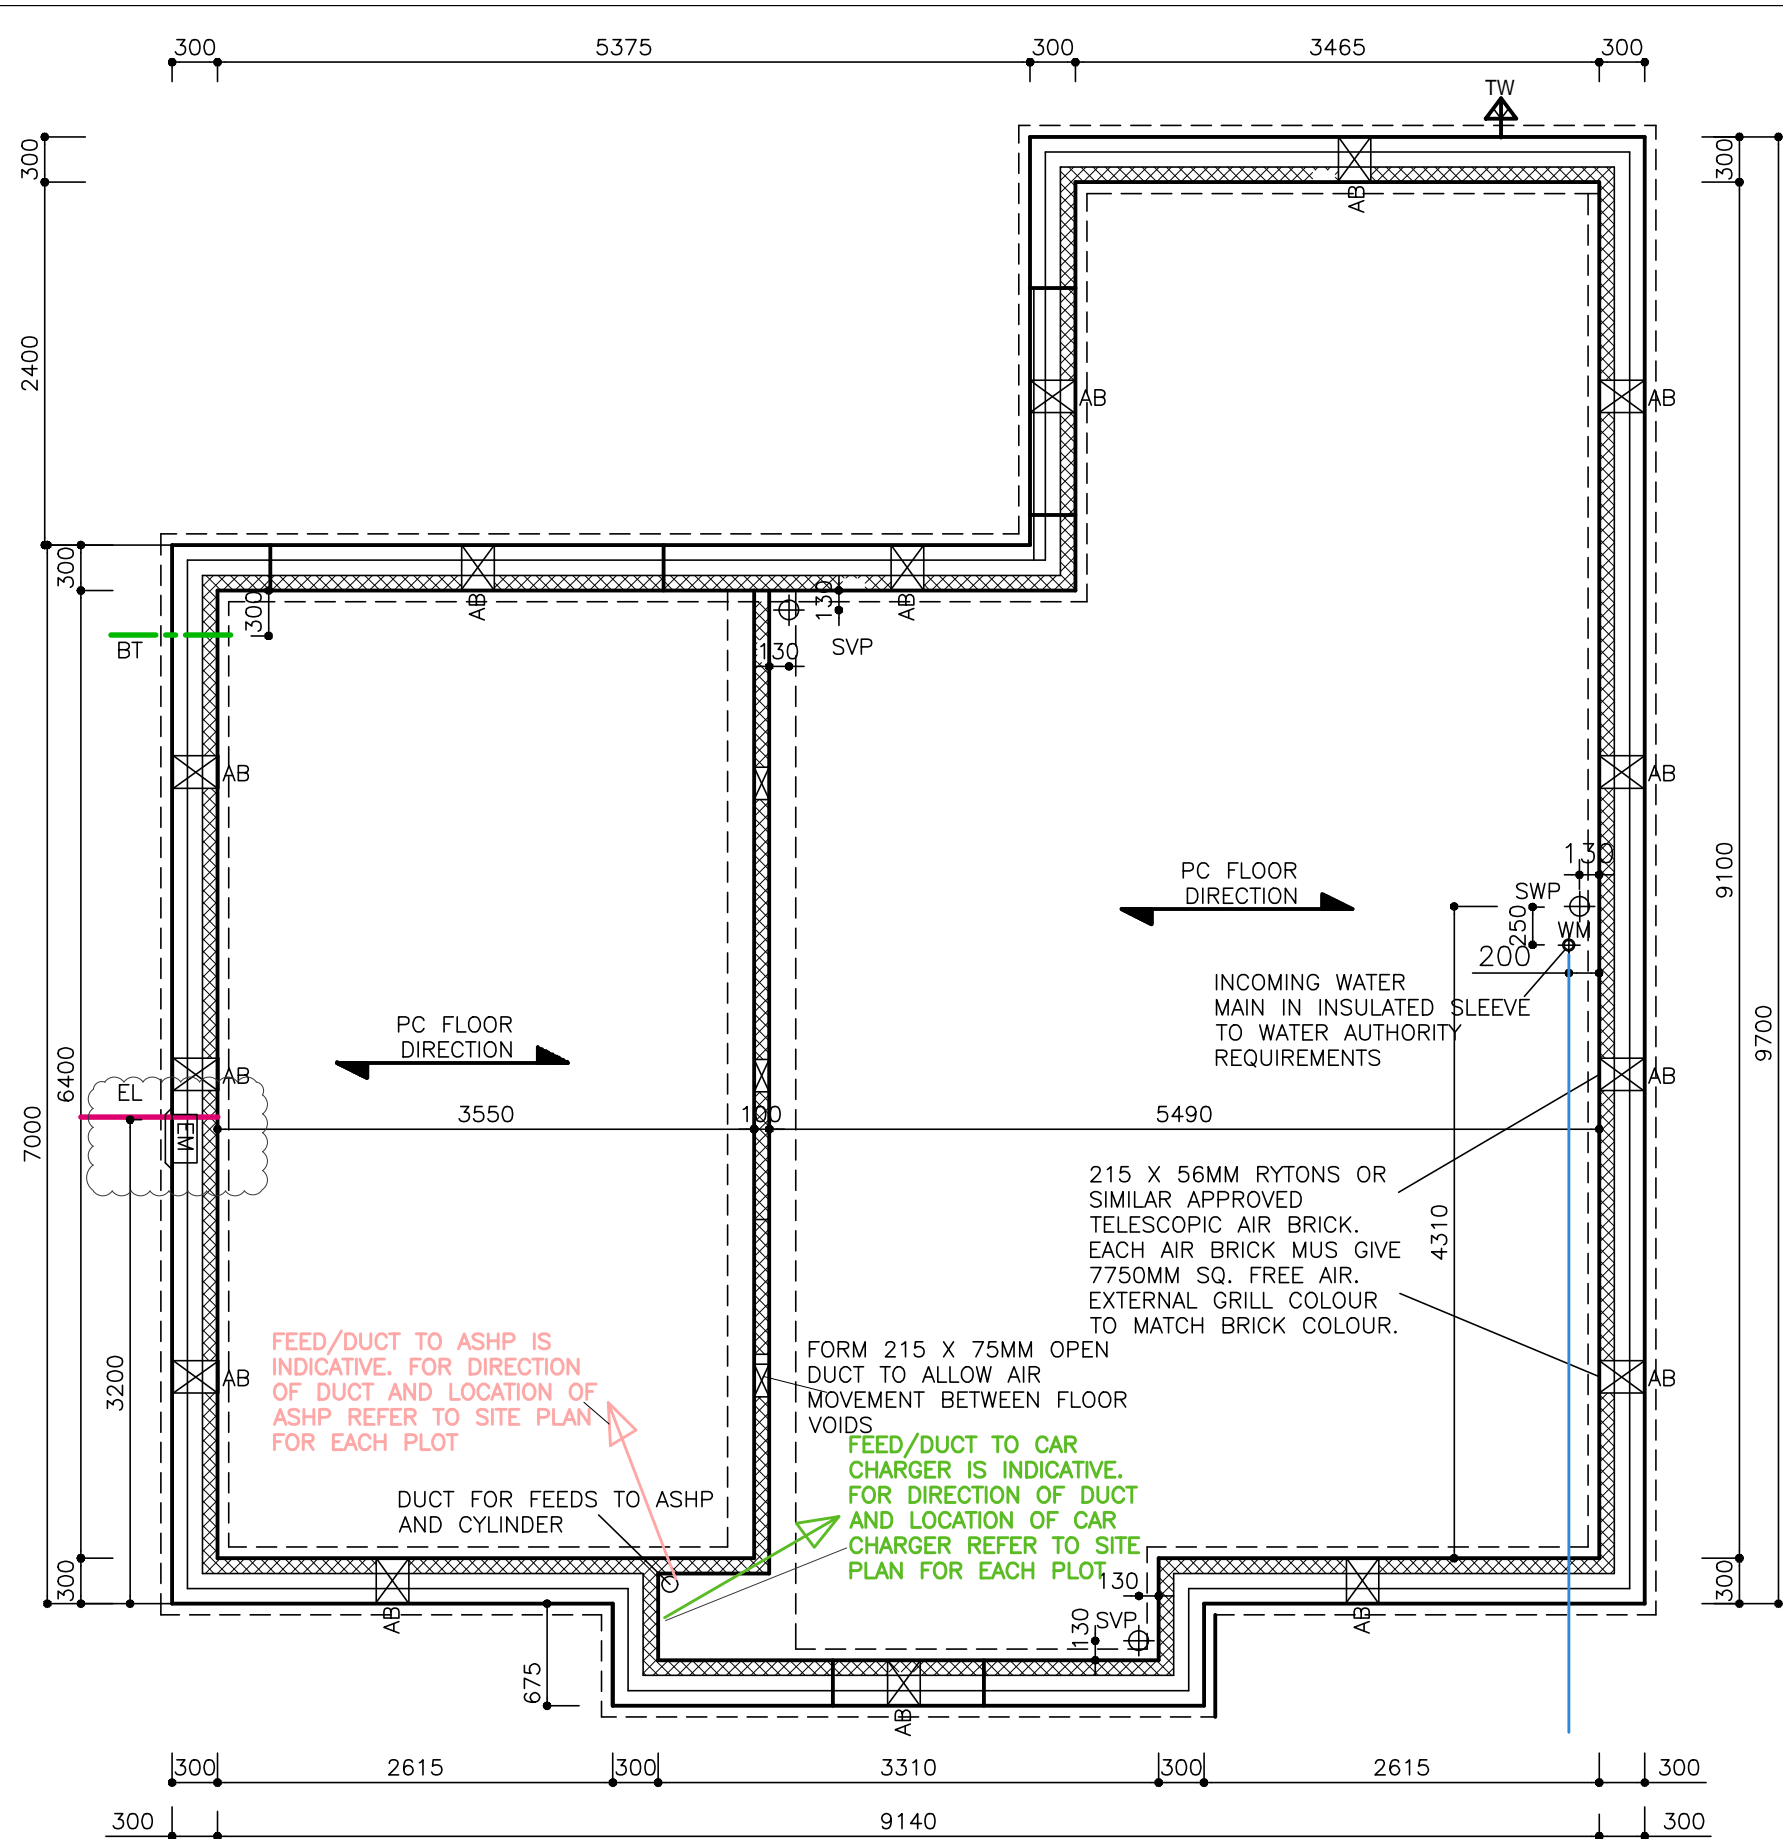 300
5375
300
3465
300
TW
300
300
AB
2400
AB
AB
300
AB
AB
300
130
BT
130
SVP
AB
AB
PC FLOOR
DIRECTION
130
9100
SWP
250
WM
200
INCOMING WATER
MAIN IN INSULATED SLEEVE
TO WATER AUTHORITY
REQUIREMENTS
9700
PC FLOOR
DIRECTION
6400
AB
AB
EL
7000
EM
3550
100
5490
215 X 56MM RYTONS OR
SIMILAR APPROVED
TELESCOPIC AIR BRICK.
EACH AIR BRICK MUS GIVE
7750MM SQ. FREE AIR.
EXTERNAL GRILL COLOUR
TO MATCH BRICK COLOUR.
4310
3200
AB
AB
FEED/DUCT TO ASHP IS
INDICATIVE. FOR DIRECTION
OF DUCT AND LOCATION OF
ASHP REFER TO SITE PLAN
FOR EACH PLOT
FORM 215 X 75MM OPEN
DUCT TO ALLOW AIR
MOVEMENT BETWEEN FLOOR
VOIDS
FEED/DUCT TO CAR
CHARGER IS INDICATIVE.
FOR DIRECTION OF DUCT
AND LOCATION OF CAR
CHARGER REFER TO SITE
PLAN FOR EACH PLOT
DUCT FOR FEEDS TO ASHP
AND CYLINDER
300
130
300
AB
130
SVP
AB
675
AB
300
2615
300
3310
300
2615
300
300
9140
300